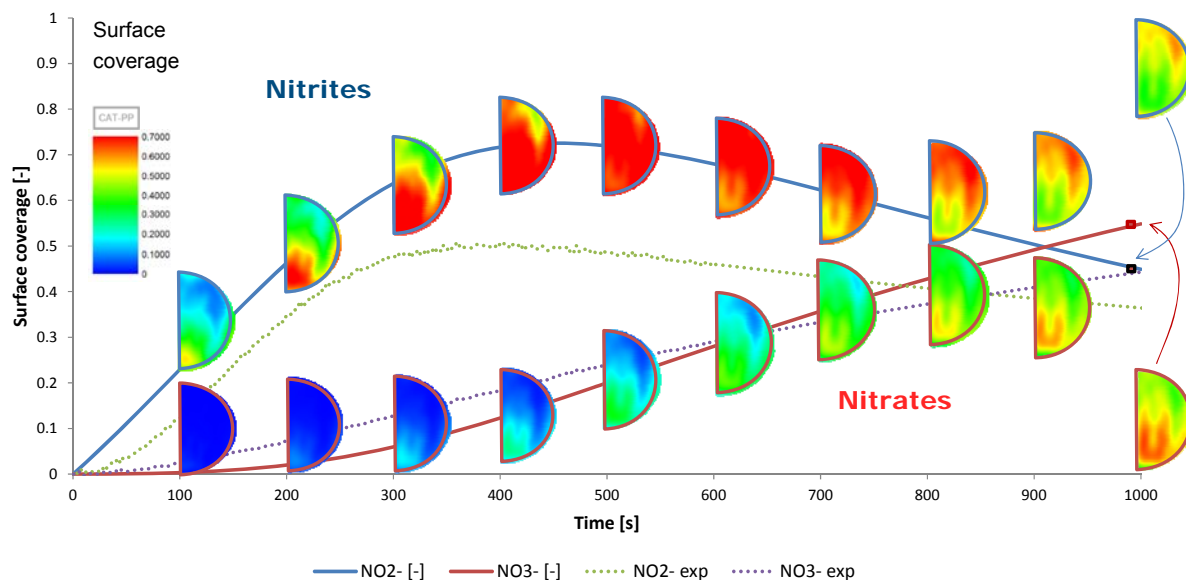 Surface
coverage
Nitrites
CAT-PP
0.7000
0.6000
0.5000
0.4000
0.3000
0.2000
0.1000
0
Surface coverage [-]
1
0.9
0.8
0.7
0.6
0.5
0.4
0.3
0.2
0.1
0
Nitrates
0 100 200 300 400 500 600 700 800 900 1000
Time [s]
NO2- [-] NO3- [-] NO2- exp NO3- exp